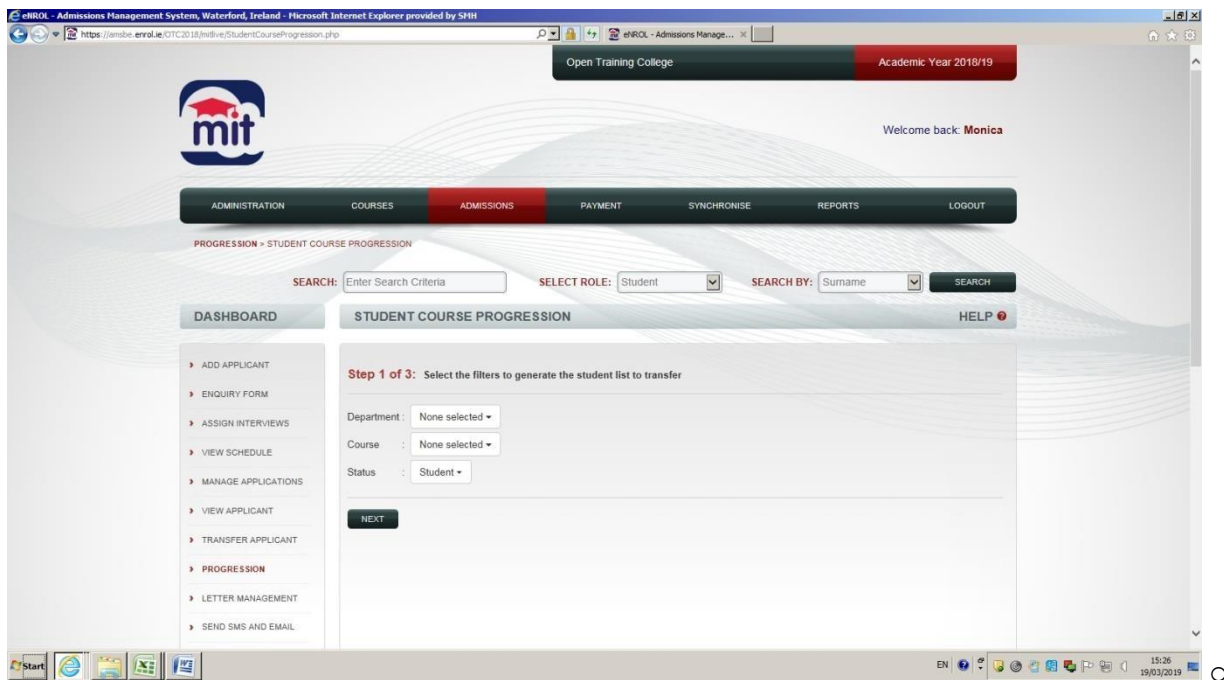 eNROL - Admissions Management System, Waterford, Ireland - Microsoft Internet Explorer provided by SMH
https://amsbe.enrol.ie/OTC2018/mitlive/StudentCourseProgression.php
eNROL - Admissions Manage...
Open Training College
Academic Year 2018/19
mit
Welcome back: Monica
ADMINISTRATION COURSES ADMISSIONS PAYMENT SYNCHRONISE REPORTS LOGOUT
PROGRESSION > STUDENT COURSE PROGRESSION
SEARCH: Enter Search Criteria SELECT ROLE: Student SEARCH BY: Surname SEARCH
DASHBOARD STUDENT COURSE PROGRESSION HELP ?
ADD APPLICANT
ENQUIRY FORM
ASSIGN INTERVIEWS
VIEW SCHEDULE
MANAGE APPLICATIONS
VIEW APPLICANT
TRANSFER APPLICANT
PROGRESSION
LETTER MANAGEMENT
SEND SMS AND EMAIL
Step 1 of 3: Select the filters to generate the student list to transfer
Department : None selected
Course : None selected
Status : Student
NEXT
Start
EN
15:26
19/03/2019